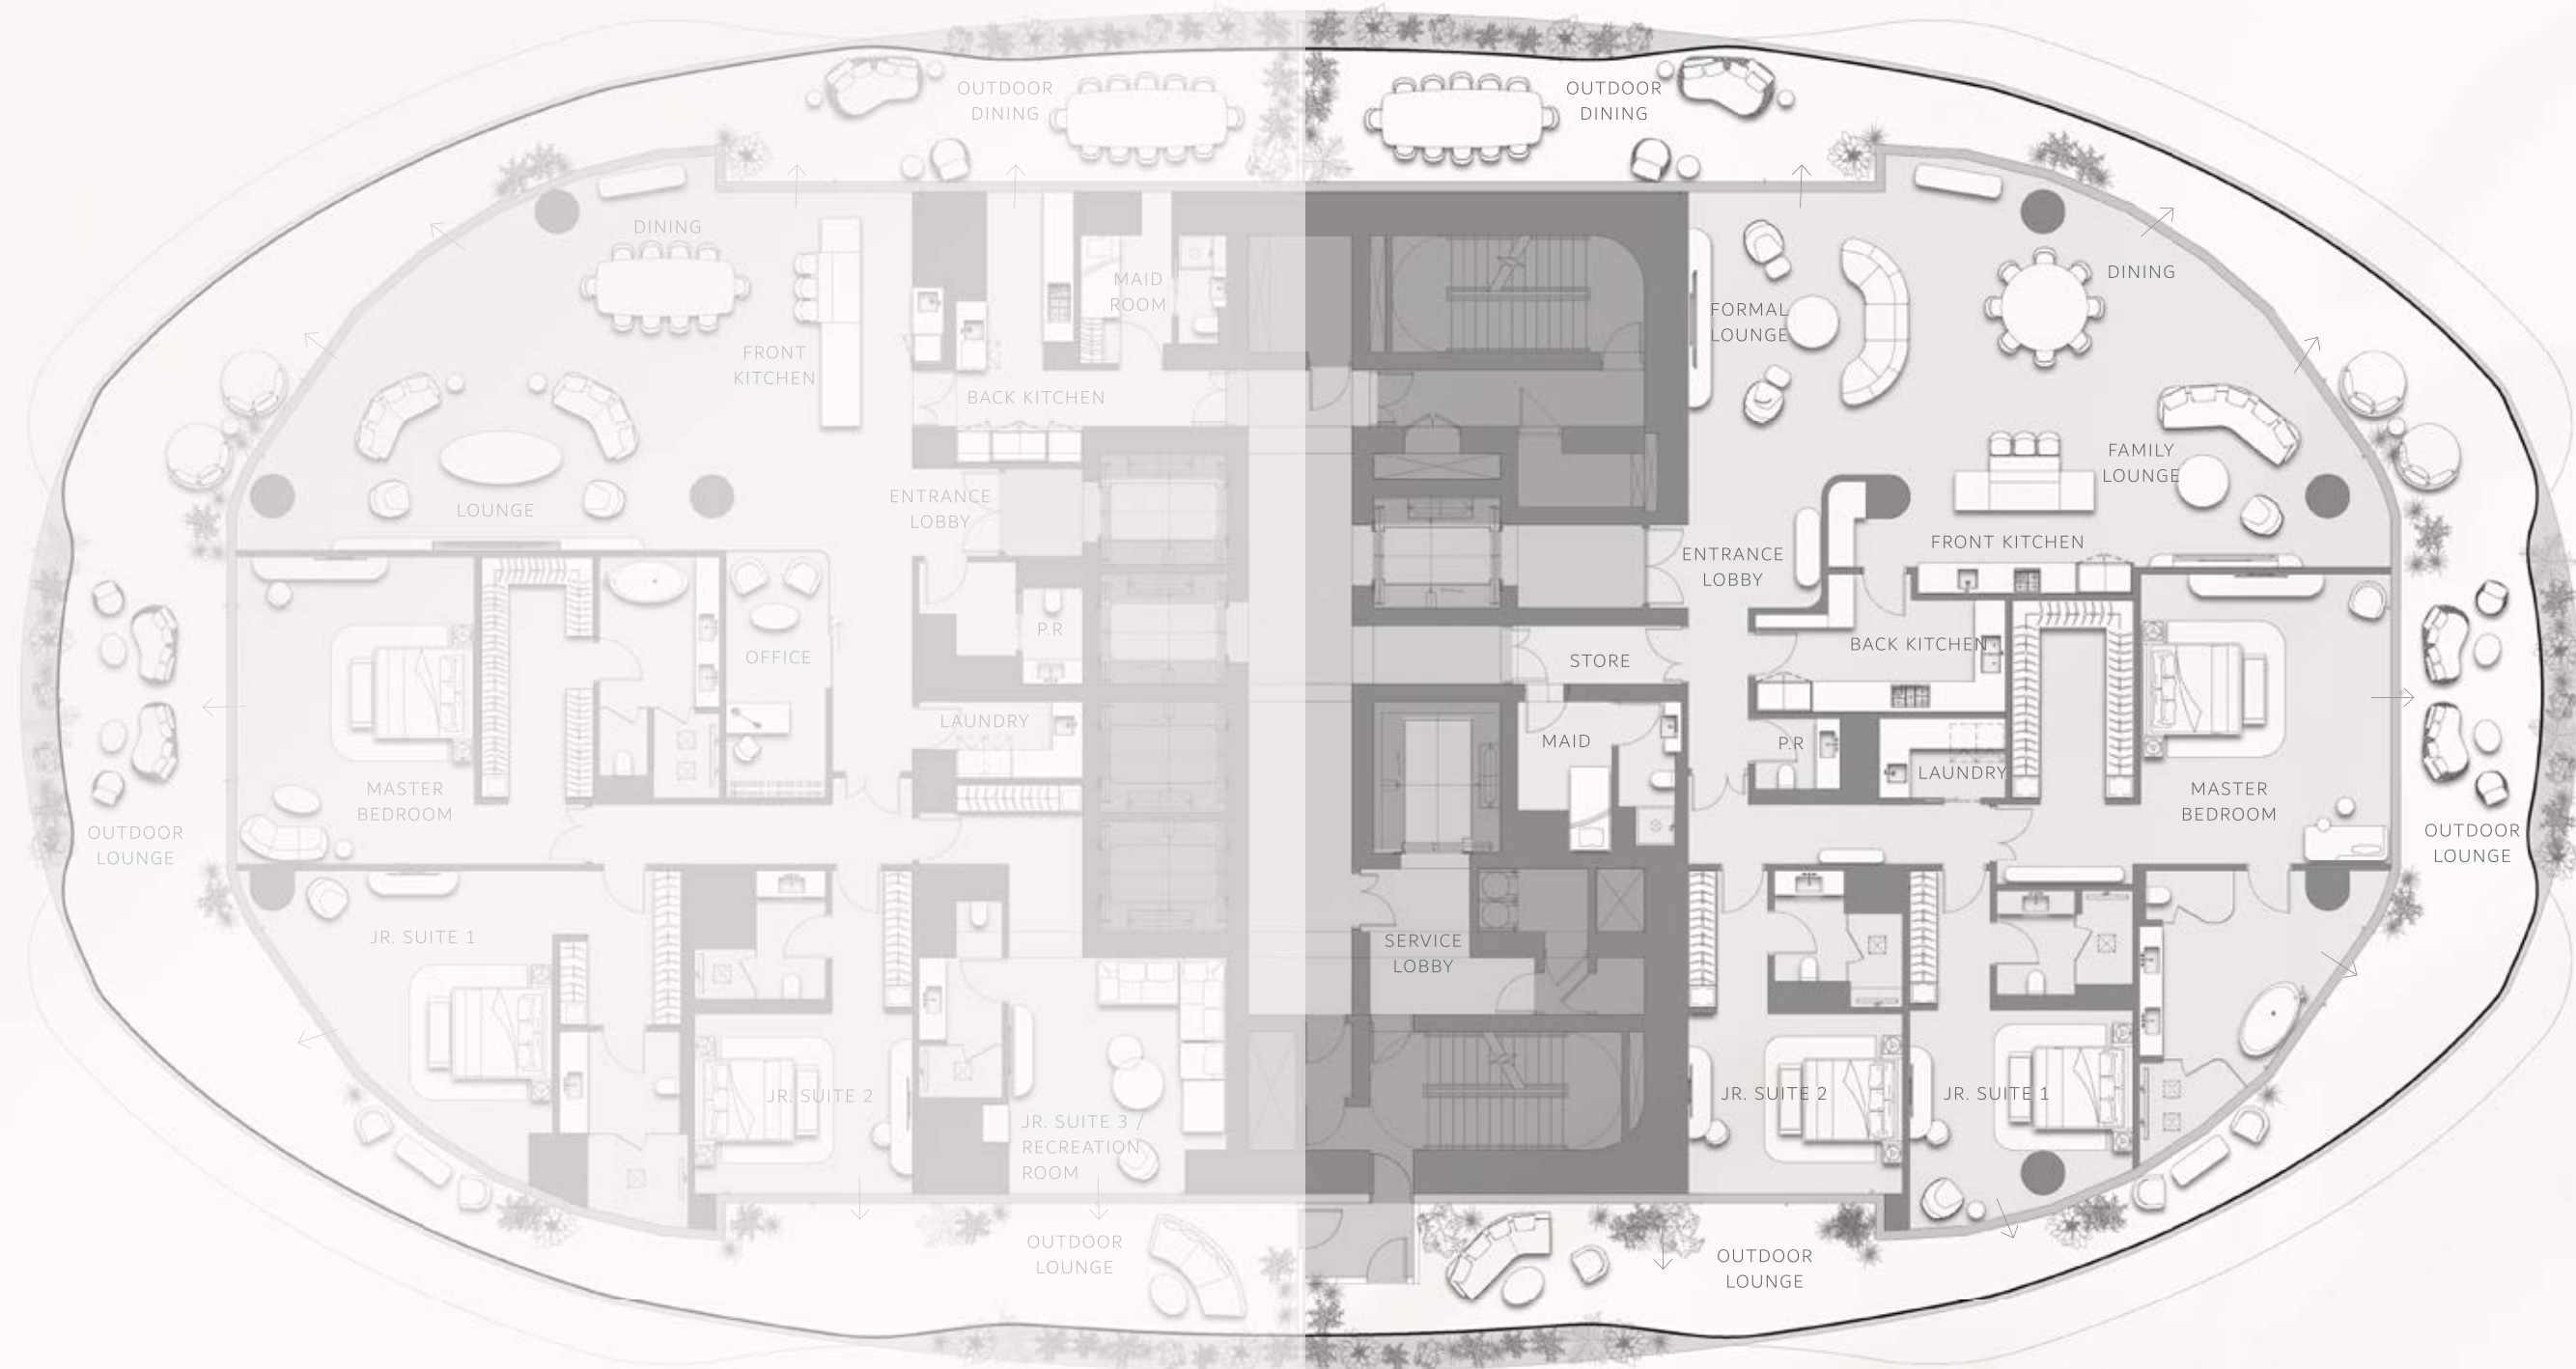 OUTDOOR
DINING
DINING
FRONT
KITCHEN
MAID
ROOM
BACK KITCHEN
LOUNGE
ENTRANCE
LOBBY
P.R
OFFICE
LAUNDRY
MASTER
BEDROOM
OUTDOOR
LOUNGE
JR. SUITE 1
JR. SUITE 2
JR. SUITE 3 /
RECREATION
ROOM
OUTDOOR
LOUNGE
OUTDOOR
DINING
FORMAL
LOUNGE
DINING
FAMILY
LOUNGE
FRONT KITCHEN
ENTRANCE
LOBBY
BACK KITCHEN
STORE
MAID
P.R
LAUNDRY
MASTER
BEDROOM
OUTDOOR
LOUNGE
SERVICE
LOBBY
JR. SUITE 2
JR. SUITE 1
OUTDOOR
LOUNGE